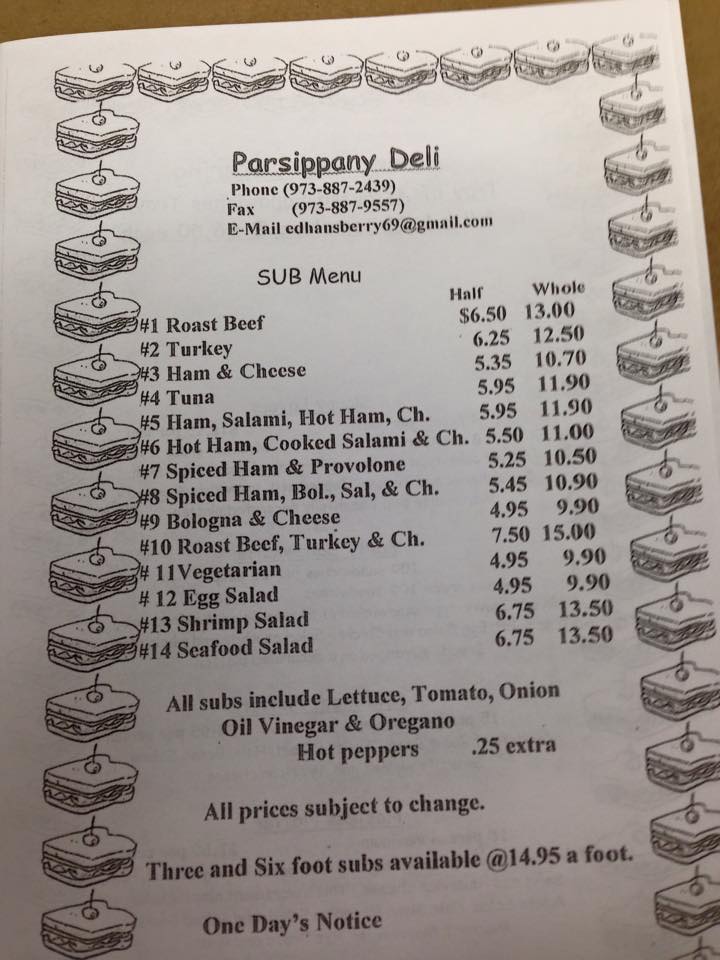 Parsippany Deli
Phone (973-887-2439)
Fax (973-887-9557)
E-Mail edhansberry69@gmail.com
SUB Menu
Half Whole
#1 Roast Beef $6.50 13.00
#2 Turkey 6.25 12.50
#3 Ham & Cheese 5.35 10.70
#4 Tuna 5.95 11.90
#5 Ham, Salami, Hot Ham, Ch. 5.95 11.90
#6 Hot Ham, Cooked Salami & Ch. 5.50 11.00
#7 Spiced Ham & Provolone 5.25 10.50
#8 Spiced Ham, Bol., Sal, & Ch. 5.45 10.90
#9 Bologna & Cheese 4.95 9.90
#10 Roast Beef, Turkey & Ch. 7.50 15.00
# 11Vegetarian 4.95 9.90
# 12 Egg Salad 4.95 9.90
#13 Shrimp Salad 6.75 13.50
#14 Seafood Salad 6.75 13.50
All subs include Lettuce, Tomato, Onion
Oil Vinegar & Oregano
Hot peppers .25 extra
All prices subject to change.
Three and Six foot subs available @14.95 a foot.
One Day's Notice